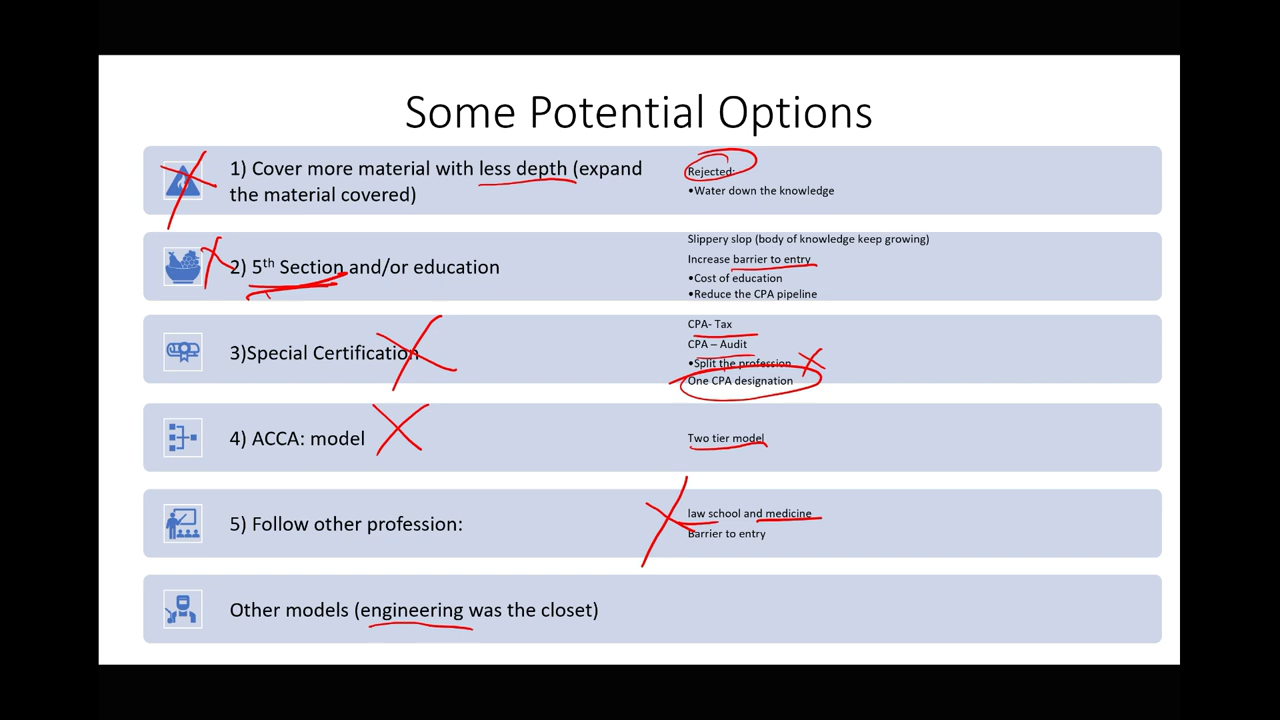 Some Potential Options
1) Cover more material with less depth (expand
the material covered)
Rejected:
•Water down the knowledge
2) 5th Section and/or education
Slippery slop (body of knowledge keep growing)
Increase barrier to entry
•Cost of education
•Reduce the CPA pipeline
3)Special Certification
CPA- Tax
CPA – Audit
•Split the profession
One CPA designation
4) ACCA: model
Two tier model
5) Follow other profession:
law school and medicine
Barrier to entry
Other models (engineering was the closet)